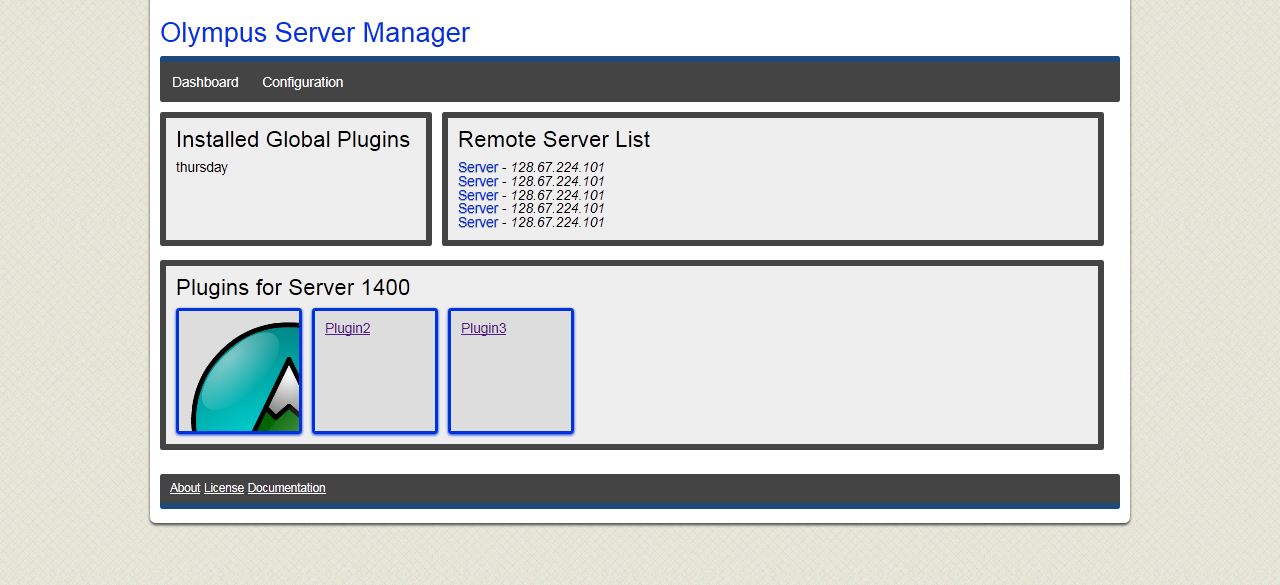 Olympus Server Manager
Dashboard Configuration
Installed Global Plugins
thursday
Remote Server List
Server - 128.67.224.101
Server - 128.67.224.101
Server - 128.67.224.101
Server - 128.67.224.101
Server - 128.67.224.101
Plugins for Server 1400
Plugin2
Plugin3
About License Documentation